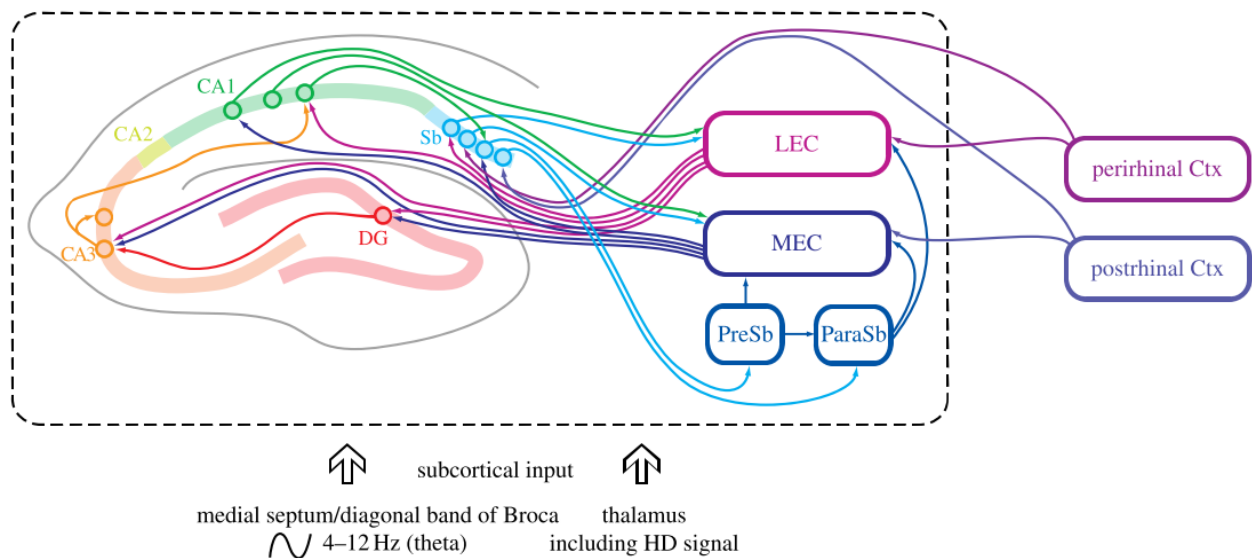 CA1
CA2
Sb
LEC
perirhinal Ctx
DG
CA3
MEC
postrhinal Ctx
PreSb
ParaSb
subcortical input
medial septum/diagonal band of Broca
thalamus
4–12 Hz (theta)
including HD signal